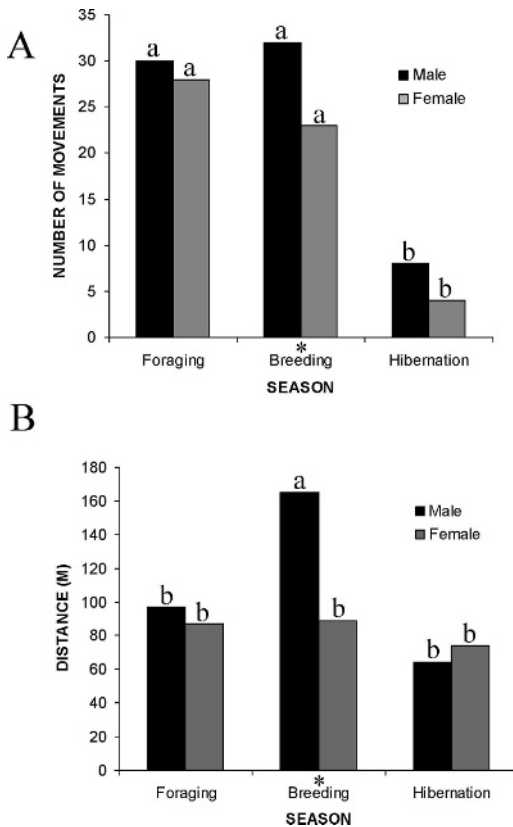 A
NUMBER OF MOVEMENTS
35
30
25
20
15
10
5
0
a
a
a
a
b
b
Male
Female
Foraging
Breeding
Hibernation
*
SEASON
B
DISTANCE (M)
180
160
140
120
100
80
60
40
20
0
b
b
a
b
b
b
Male
Female
Foraging
Breeding
Hibernation
*
SEASON